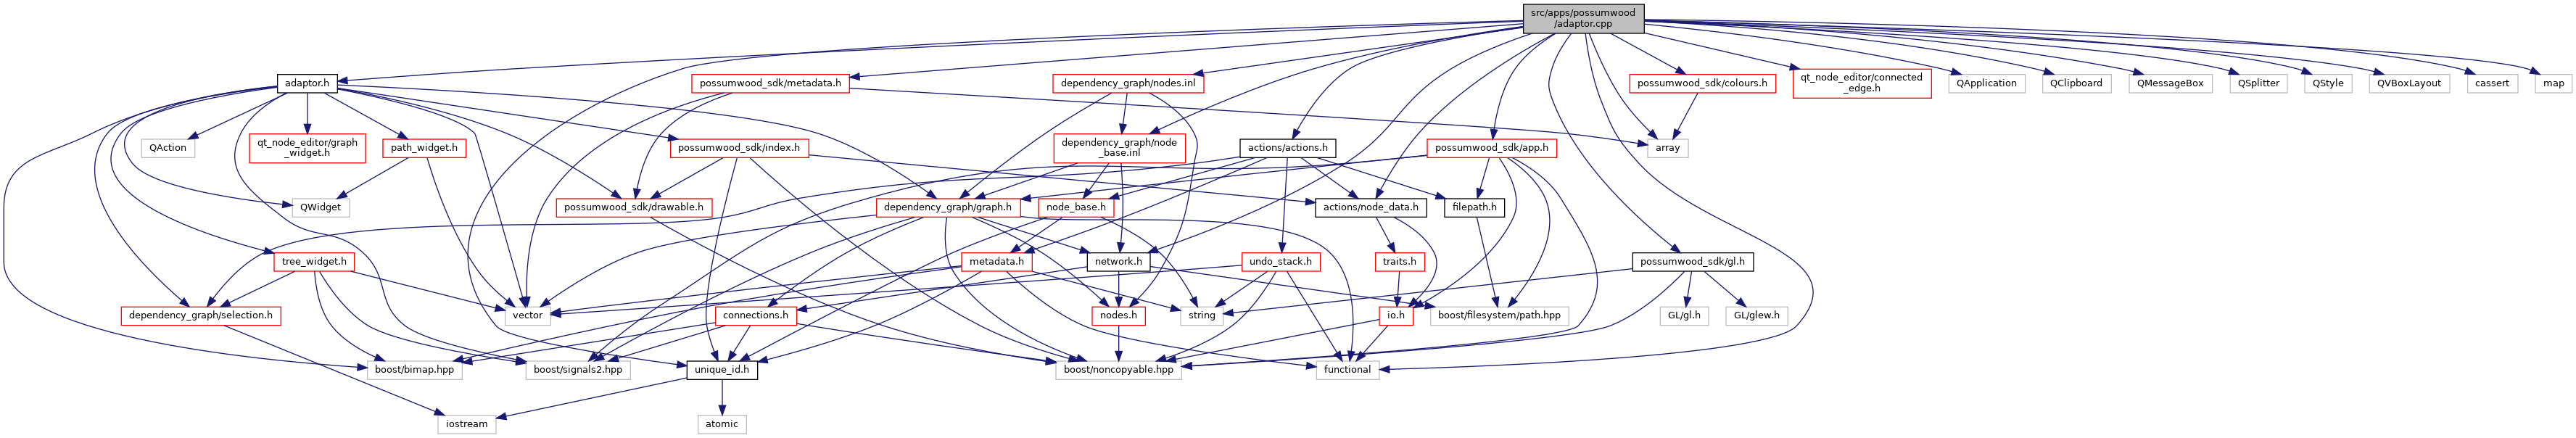 src/apps/possumwood
/adaptor.cpp
adaptor.h
possumwood_sdk/metadata.h
dependency_graph/nodes.inl
possumwood_sdk/colours.h
qt_node_editor/connected
_edge.h
QApplication
QClipboard
QMessageBox
QSplitter
QStyle
QVBoxLayout
cassert
map
QAction
qt_node_editor/graph
_widget.h
path_widget.h
possumwood_sdk/index.h
dependency_graph/node
_base.inl
actions/actions.h
possumwood_sdk/app.h
array
QWidget
possumwood_sdk/drawable.h
dependency_graph/graph.h
node_base.h
actions/node_data.h
filepath.h
tree_widget.h
metadata.h
network.h
undo_stack.h
traits.h
possumwood_sdk/gl.h
dependency_graph/selection.h
vector
connections.h
nodes.h
string
io.h
boost/filesystem/path.hpp
GL/gl.h
GL/glew.h
boost/bimap.hpp
boost/signals2.hpp
unique_id.h
boost/noncopyable.hpp
functional
iostream
atomic